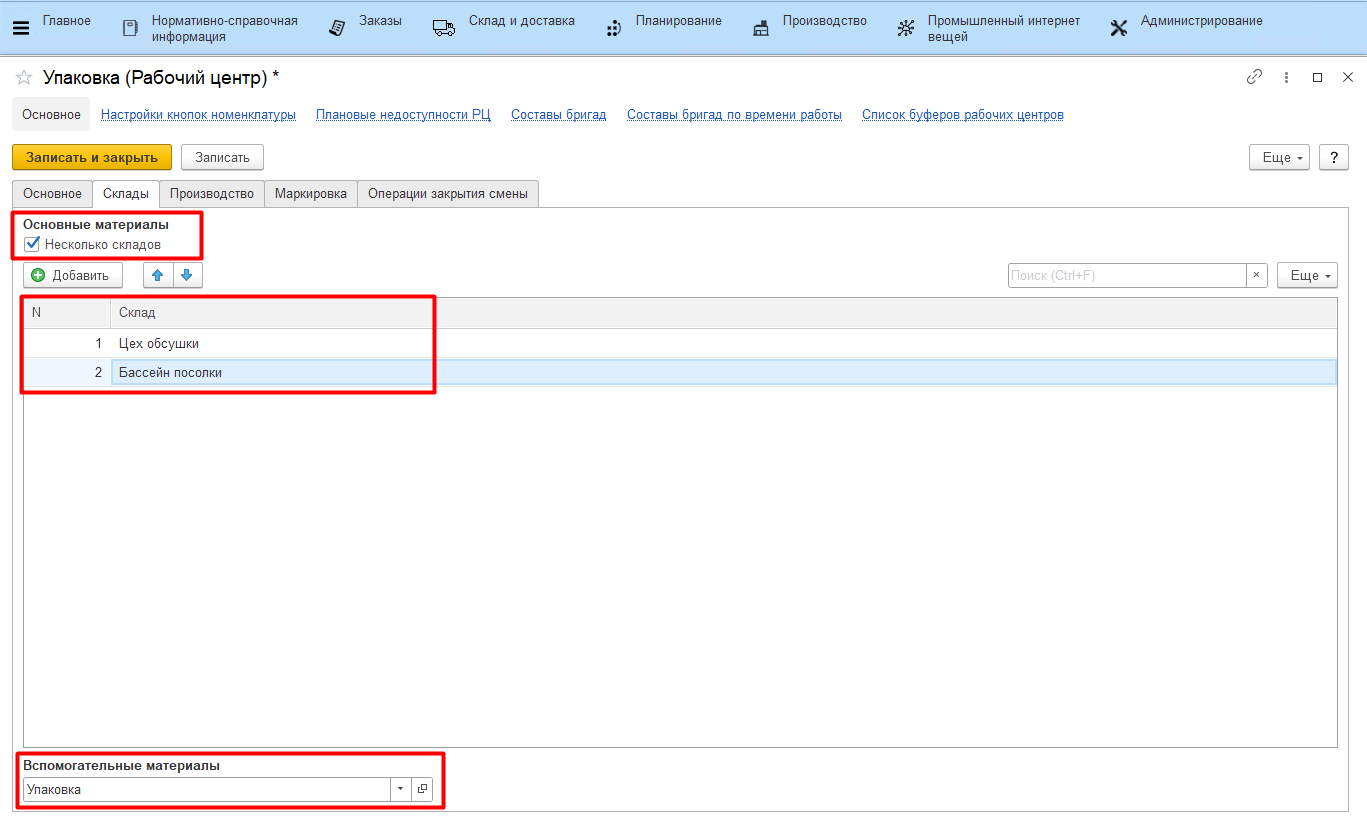 Главное
Нормативно-справочная
информация
Заказы
Склад и доставка
Планирование
Производство
Промышленный интернет
вещей
Администрирование
Упаковка (Рабочий центр) *
Основное
Настройки кнопок номенклатуры
Плановые недоступности РЦ
Составы бригад
Составы бригад по времени работы
Список буферов рабочих центров
Записать и закрыть
Записать
Еще
?
Основное
Склады
Производство
Маркировка
Операции закрытия смены
Основные материалы
Несколько складов
Добавить
Поиск (Ctrl+F)
×
Еще
N Склад
1 Цех обсушки
2 Бассейн посолки
Вспомогательные материалы
Упаковка